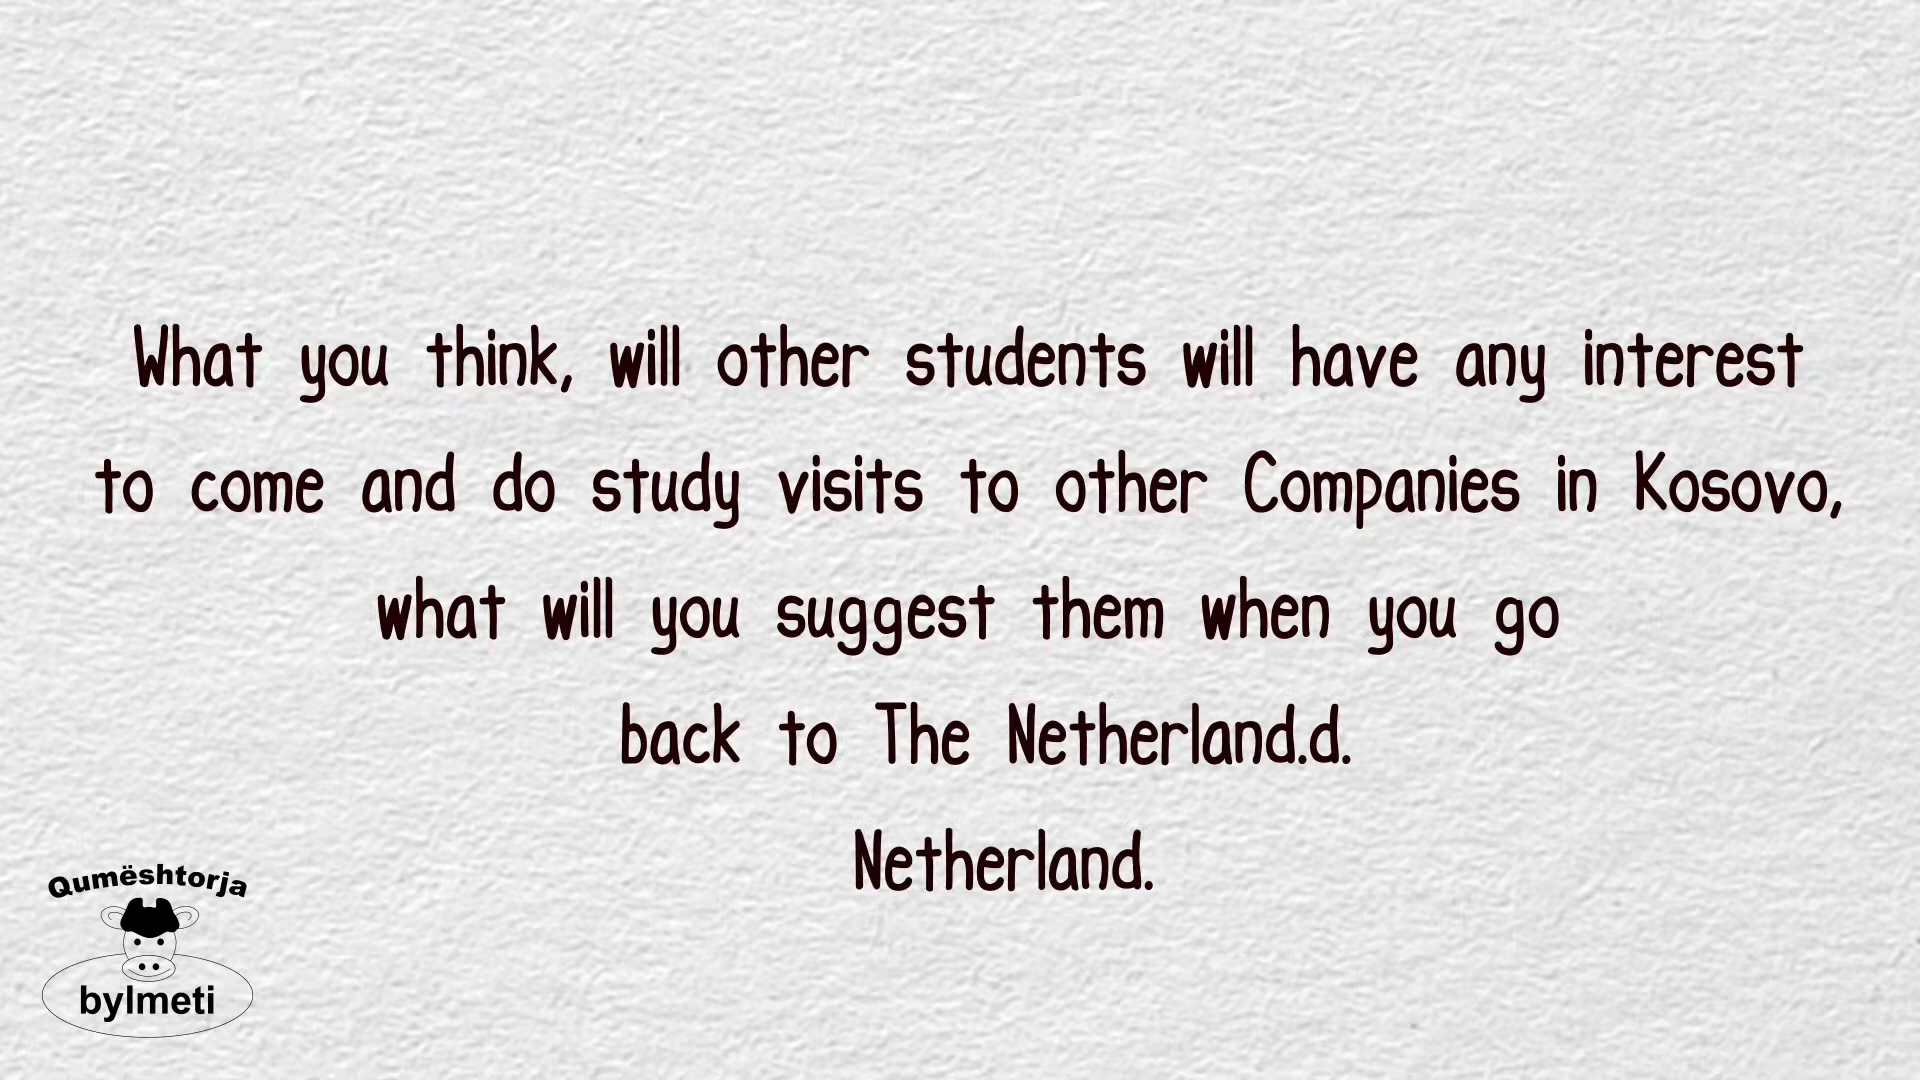 What you think, will other students will have any interest
to come and do study visits to other Companies in Kosovo,
what will you suggest them when you go
back to The Netherland.d.
Netherland.
Qumështorja
bylmeti